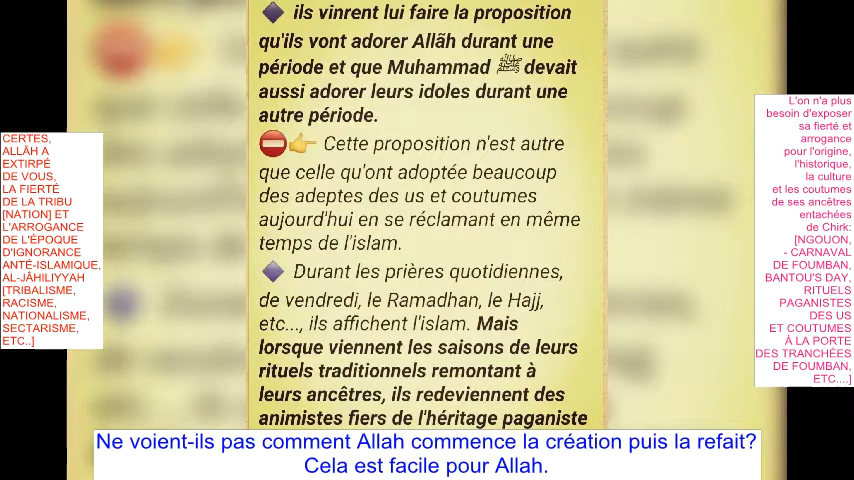 ils vinrent lui faire la proposition
qu'ils vont adorer Allãh durant une
période et que Muhammad ﷺ devait
aussi adorer leurs idoles durant une
autre période.
⛔👉 Cette proposition n'est autre
que celle qu'ont adoptée beaucoup
des adeptes des us et coutumes
aujourd'hui en se réclamant en même
temps de l'islam.
Durant les prières quotidiennes,
de vendredi, le Ramadhan, le Hajj,
etc..., ils affichent l'islam. Mais
lorsque viennent les saisons de leurs
rituels traditionnels remontant à
leurs ancêtres, ils redeviennent des
animistes fiers de l'héritage paganiste
CERTES,
ALLÂH A
EXTIRPÉ
DE VOUS,
LA FIERTÉ
DE LA TRIBU
[NATION] ET
L'ARROGANCE
DE L'ÉPOQUE
D'IGNORANCE
ANTÉ-ISLAMIQUE,
AL-JÂHILIYYAH
[TRIBALISME,
RACISME,
NATIONALISME,
SECTARISME,
ETC..]
L'on n'a plus
besoin d'exposer
sa fierté et
arrogance
pour l'origine,
l'historique,
la culture
et les coutumes
de ses ancêtres
entachées
de Chirk:
[NGOUON,
- CARNAVAL
DE FOUMBAN,
BANTOU'S DAY,
RITUELS
PAGANISTES
DES US
ET COUTUMES
À LA PORTE
DES TRANCHÉES
DE FOUMBAN,
ETC....]
Ne voient-ils pas comment Allah commence la création puis la refait?
Cela est facile pour Allah.